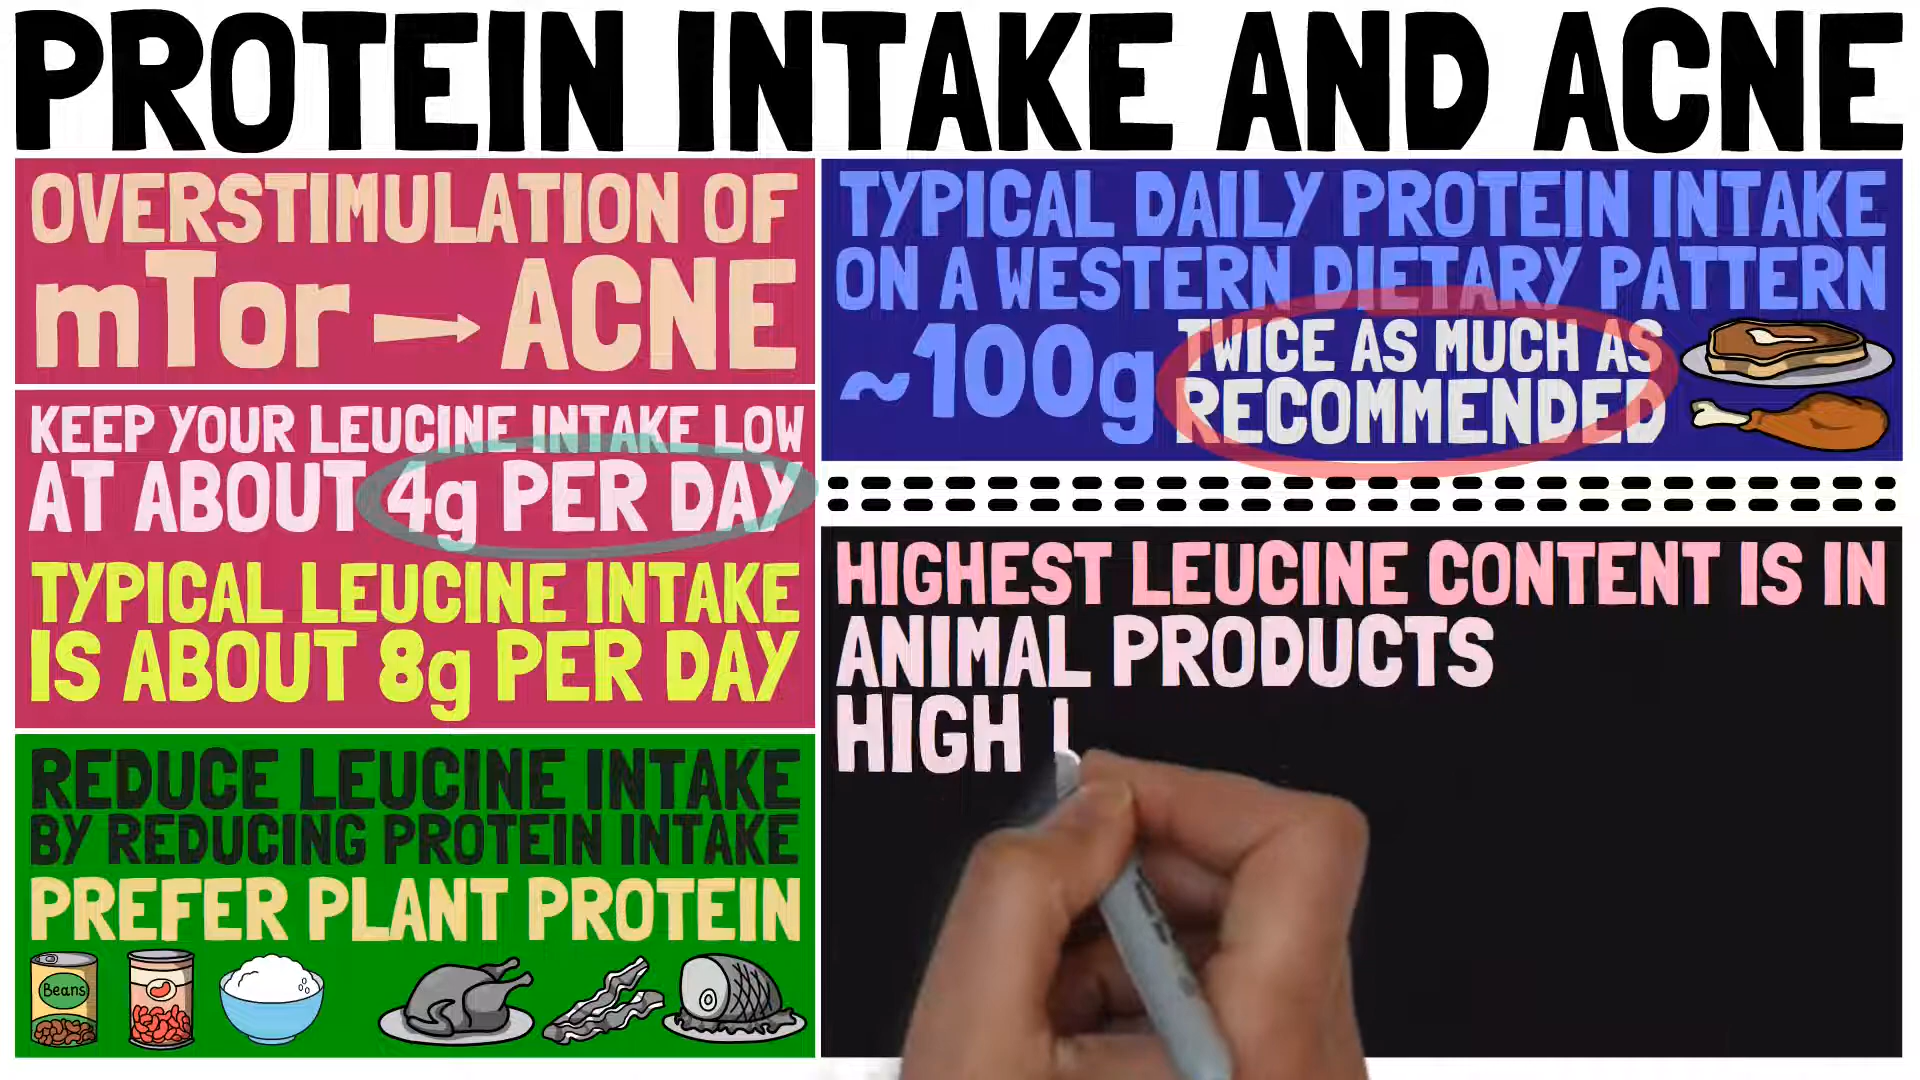 PROTEIN INTAKE AND ACNE
OVERSTIMULATION OF
mTor → ACNE
KEEP YOUR LEUCINE INTAKE LOW
AT ABOUT 4g PER DAY
TYPICAL LEUCINE INTAKE
IS ABOUT 8g PER DAY
REDUCE LEUCINE INTAKE
BY REDUCING PROTEIN INTAKE
PREFER PLANT PROTEIN
Beans
TYPICAL DAILY PROTEIN INTAKE
ON A WESTERN DIETARY PATTERN
~100g
TWICE AS MUCH AS
RECOMMENDED
HIGHEST LEUCINE CONTENT IS IN
ANIMAL PRODUCTS
HIGH